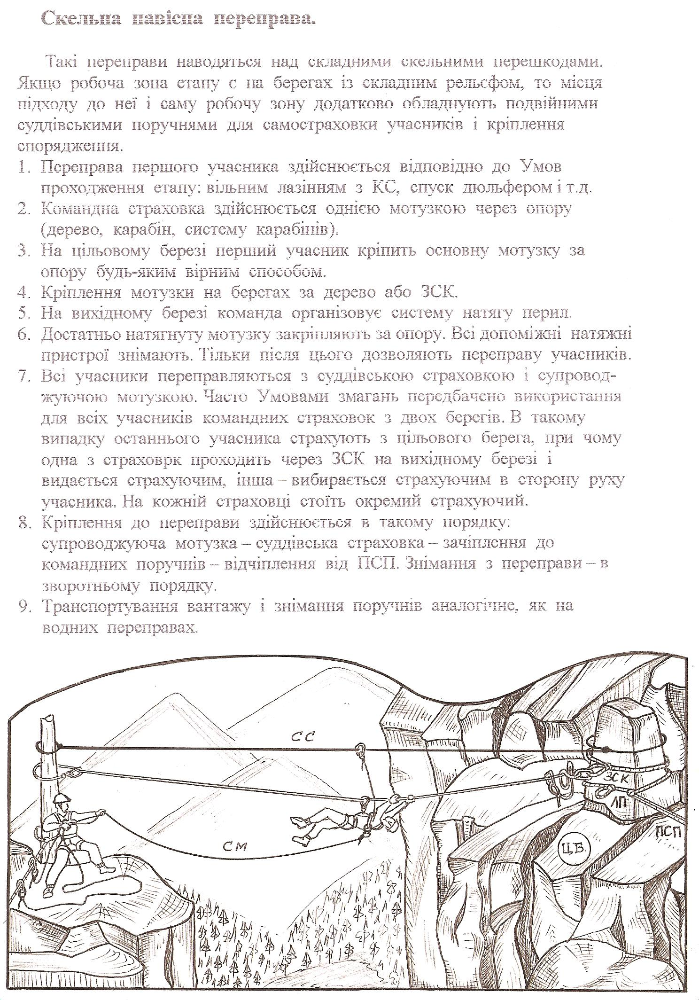 Скельна навісна переправа.
Такі переправи наводяться над складними скельними перешкодами.
Якщо робоча зона етапу є на берегах із складним рельєфом, то місця
підходу до неї і саму робочу зону додатково обладнують подвійними
суддівськими поручнями для самостраховки учасників і кріплення
спорядження.
1. Переправа першого учасника здійснюється відповідно до Умов
проходження етапу: вільним лазінням з КС, спуск дюльфером і т.д.
2. Командна страховка здійснюється однією мотузкою через опору
(дерево, карабін, систему карабінів).
3. На цільовому березі перший учасник кріпить основну мотузку за
опору будь-яким вірним способом.
4. Кріплення мотузки на берегах за дерево або ЗСК.
5. На вихідному березі команда організовує систему натягу перил.
6. Достатньо натягнуту мотузку закріпляють за опору. Всі допоміжні натяжні
пристрої знімають. Тільки після цього дозволяють переправу учасників.
7. Всі учасники переправляються з суддівською страховкою і супровод-
жуючою мотузкою. Часто Умовами змагань передбачено використання
для всіх учасників командних страховок з двох берегів. В такому
випадку останнього учасника страхують з цільового берега, при чому
одна з страховрк проходить через ЗСК на вихідному березі і
видається страхуючим, інша – вибирається страхуючим в сторону руху
учасника. На кожній страховці стоїть окремий страхуючий.
8. Кріплення до переправи здійснюється в такому порядку:
супроводжуюча мотузка – суддівська страховка – зачіплення до
командних поручнів – відчіплення від ПСП. Знімання з переправи – в
зворотньому порядку.
9. Транспортування вантажу і знімання поручнів аналогічне, як на
водних переправах.
СС
ЗСК
ЛП
ПСП
СМ
Ц.Б.